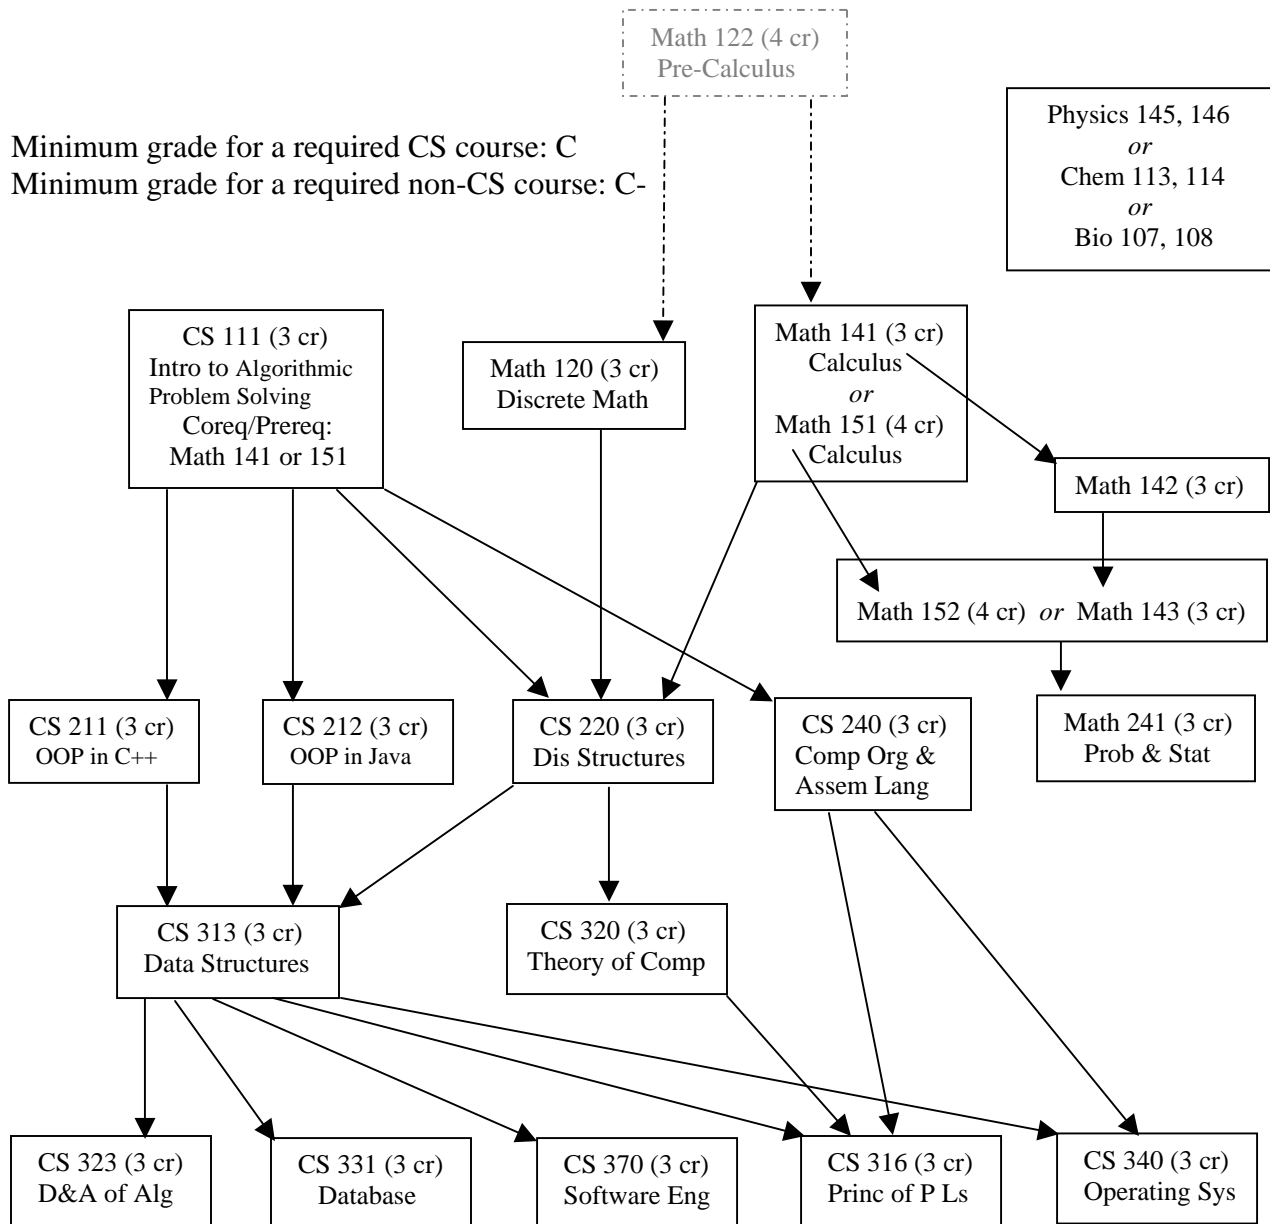 Math 122 (4 cr)
Pre-Calculus
Physics 145, 146
or
Chem 113, 114
or
Bio 107, 108
Minimum grade for a required CS course: C
Minimum grade for a required non-CS course: C-
CS 111 (3 cr)
Intro to Algorithmic
Problem Solving
Coreq/Prereq:
Math 141 or 151
Math 120 (3 cr)
Discrete Math
Math 141 (3 cr)
Calculus
or
Math 151 (4 cr)
Calculus
Math 142 (3 cr)
Math 152 (4 cr) or Math 143 (3 cr)
CS 211 (3 cr)
OOP in C++
CS 212 (3 cr)
OOP in Java
CS 220 (3 cr)
Dis Structures
CS 240 (3 cr)
Comp Org &
Assem Lang
Math 241 (3 cr)
Prob & Stat
CS 313 (3 cr)
Data Structures
CS 320 (3 cr)
Theory of Comp
CS 323 (3 cr)
D&A of Alg
CS 331 (3 cr)
Database
CS 370 (3 cr)
Software Eng
CS 316 (3 cr)
Princ of P Ls
CS 340 (3 cr)
Operating Sys